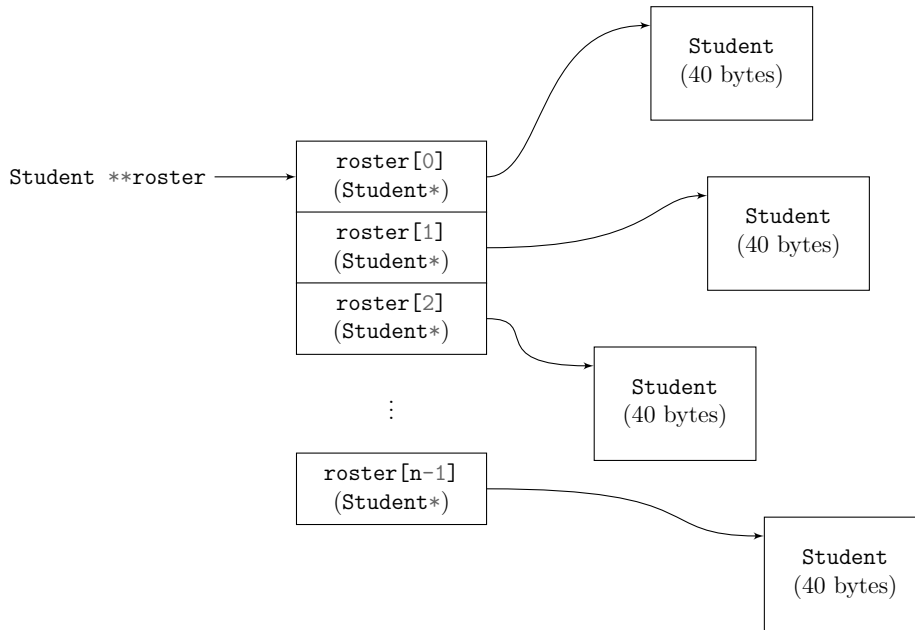 Student
(40 bytes)
Student **roster
roster[0]
(Student*)
roster[1]
(Student*)
Student
(40 bytes)
roster[2]
(Student*)
Student
(40 bytes)
⋮
roster[n-1]
(Student*)
Student
(40 bytes)